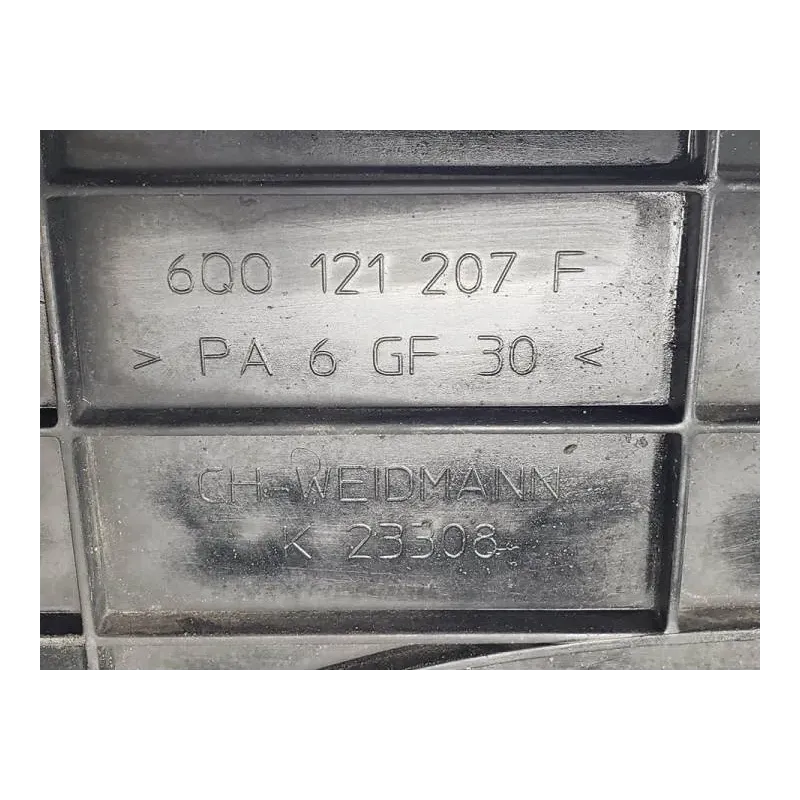 6Q0 121 207 F
> PA 6 GF 30 <
CH-WEIDMANN
K 23308